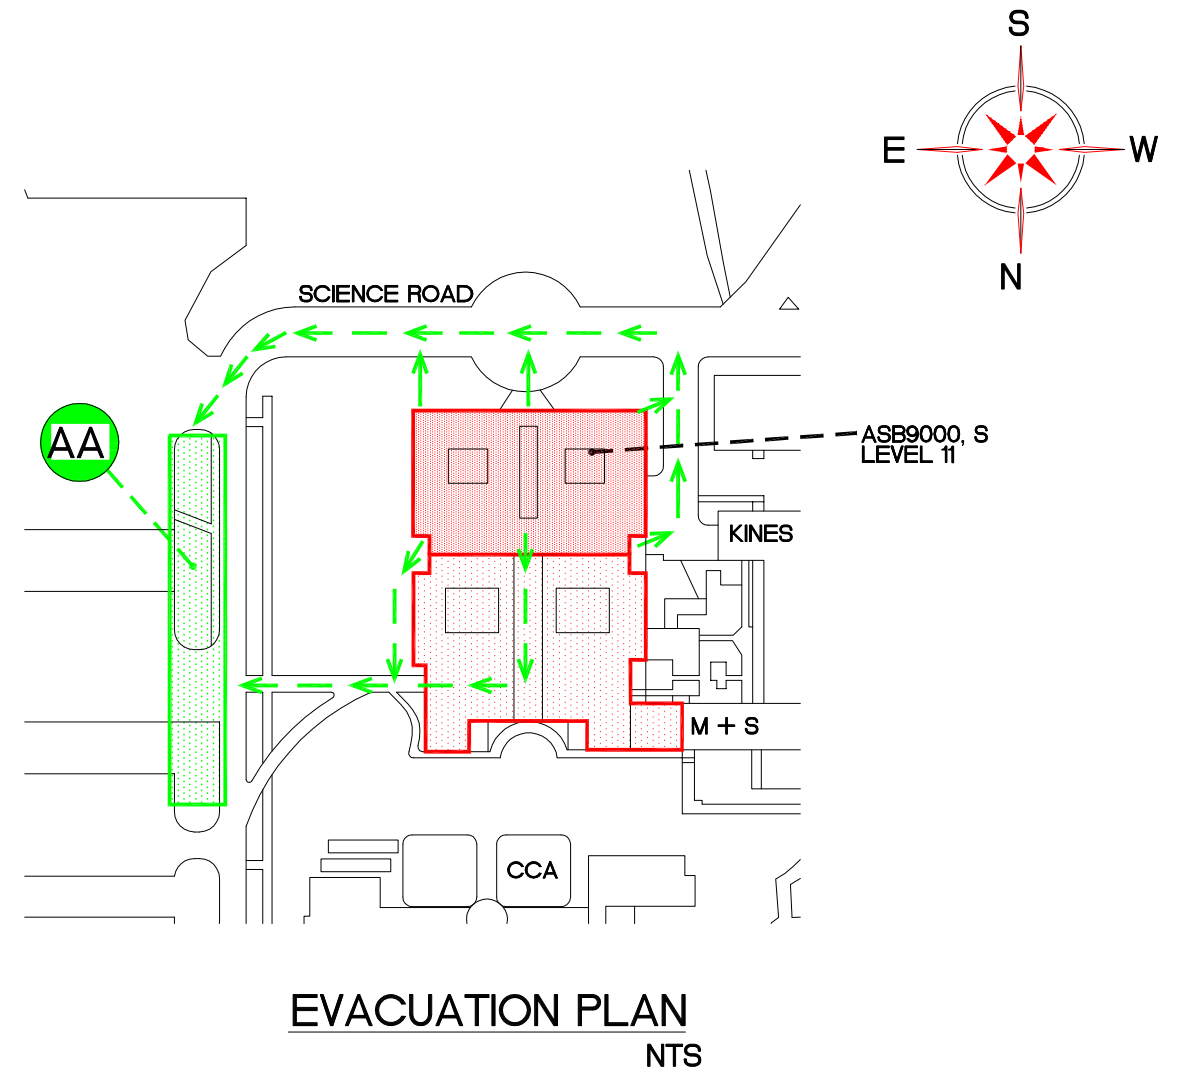 S
E
W
N
SCIENCE ROAD
AA
ASB9000, S
LEVEL 11
KINES
M + S
CCA
EVACUATION PLAN
NTS